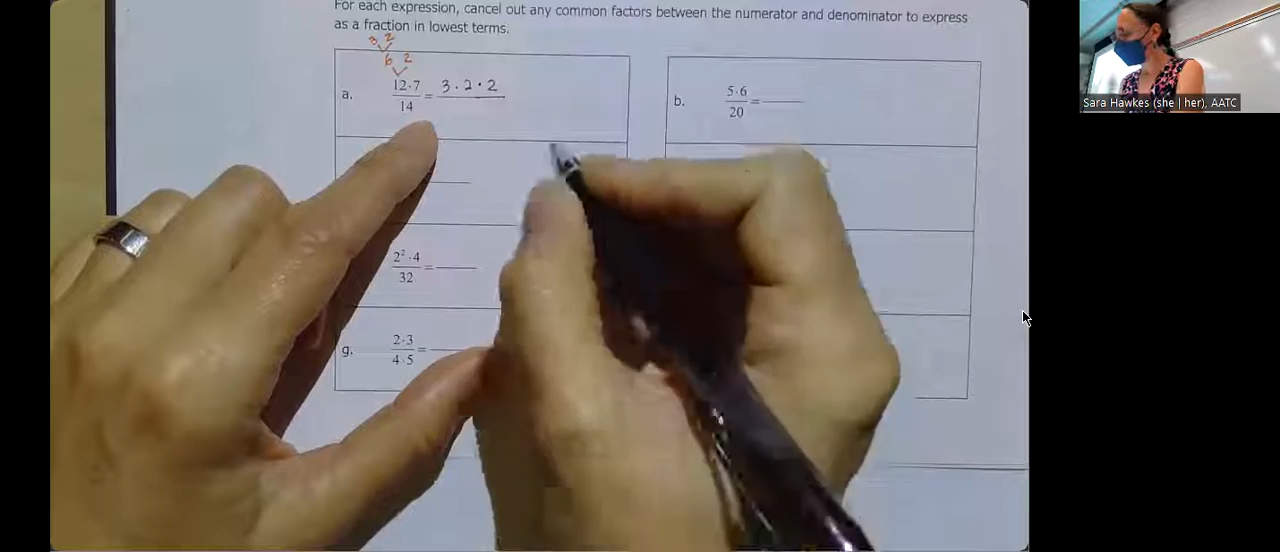 For each expression, cancel out any common factors between the numerator and denominator to express
as a fraction in lowest terms.
3 2
6 2
a. 12·7/14 = 3 · 2 · 2
b. 5·6/20 =
2²·4/32 =
g. 2·3/4·5 =
Sara Hawkes (she | her), AATC